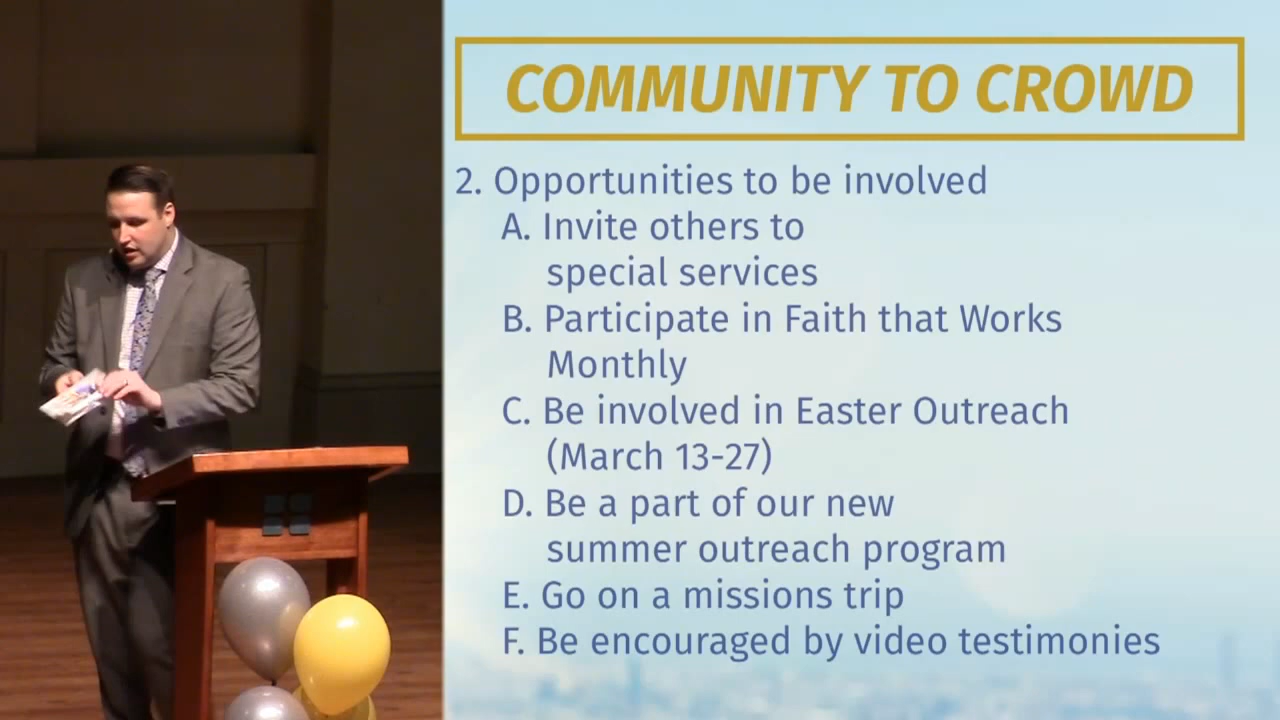 COMMUNITY TO CROWD
2. Opportunities to be involved
A. Invite others to
special services
B. Participate in Faith that Works
Monthly
C. Be involved in Easter Outreach
(March 13-27)
D. Be a part of our new
summer outreach program
E. Go on a missions trip
F. Be encouraged by video testimonies